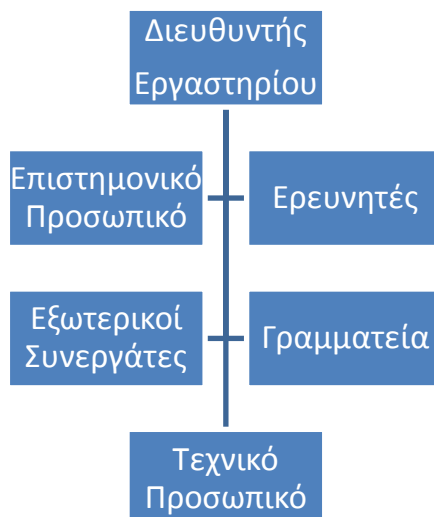 Διευθυντής
Εργαστηρίου
Επιστημονικό
Προσωπικό
Ερευνητές
Εξωτερικοί
Συνεργάτες
Γραμματεία
Τεχνικό
Προσωπικό